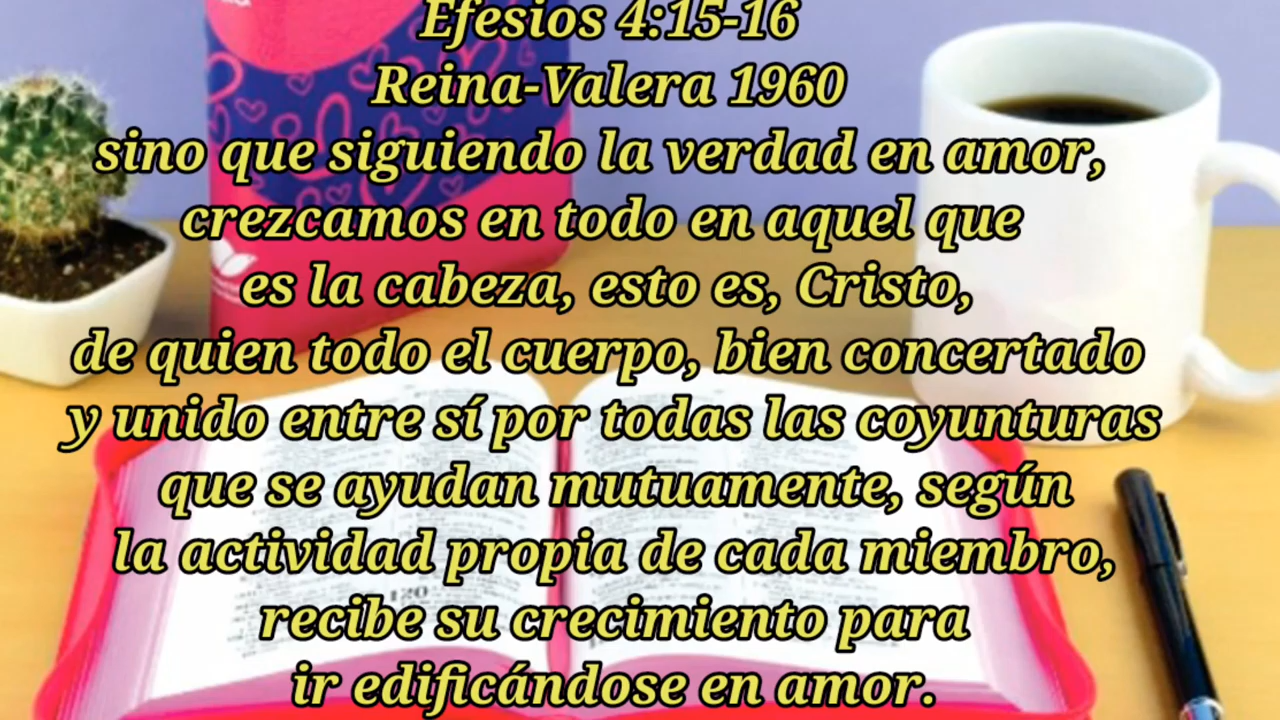 Efesios 4:15-16
Reina-Valera 1960
sino que siguiendo la verdad en amor,
crezcamos en todo en aquel que
es la cabeza, esto es, Cristo,
de quien todo el cuerpo, bien concertado
y unido entre sí por todas las coyunturas
que se ayudan mutuamente, según
la actividad propia de cada miembro,
recibe su crecimiento para
ir edificándose en amor.